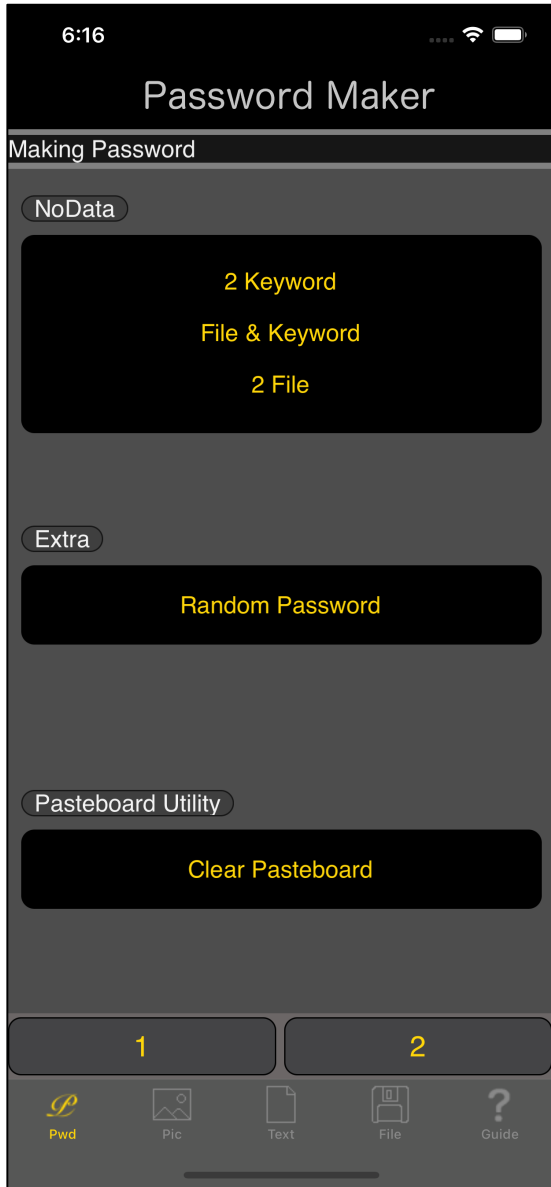 6:16
Password Maker
Making Password
NoData
2 Keyword
File & Keyword
2 File
Extra
Random Password
Pasteboard Utility
Clear Pasteboard
1 2
Pwd Pic Text File Guide